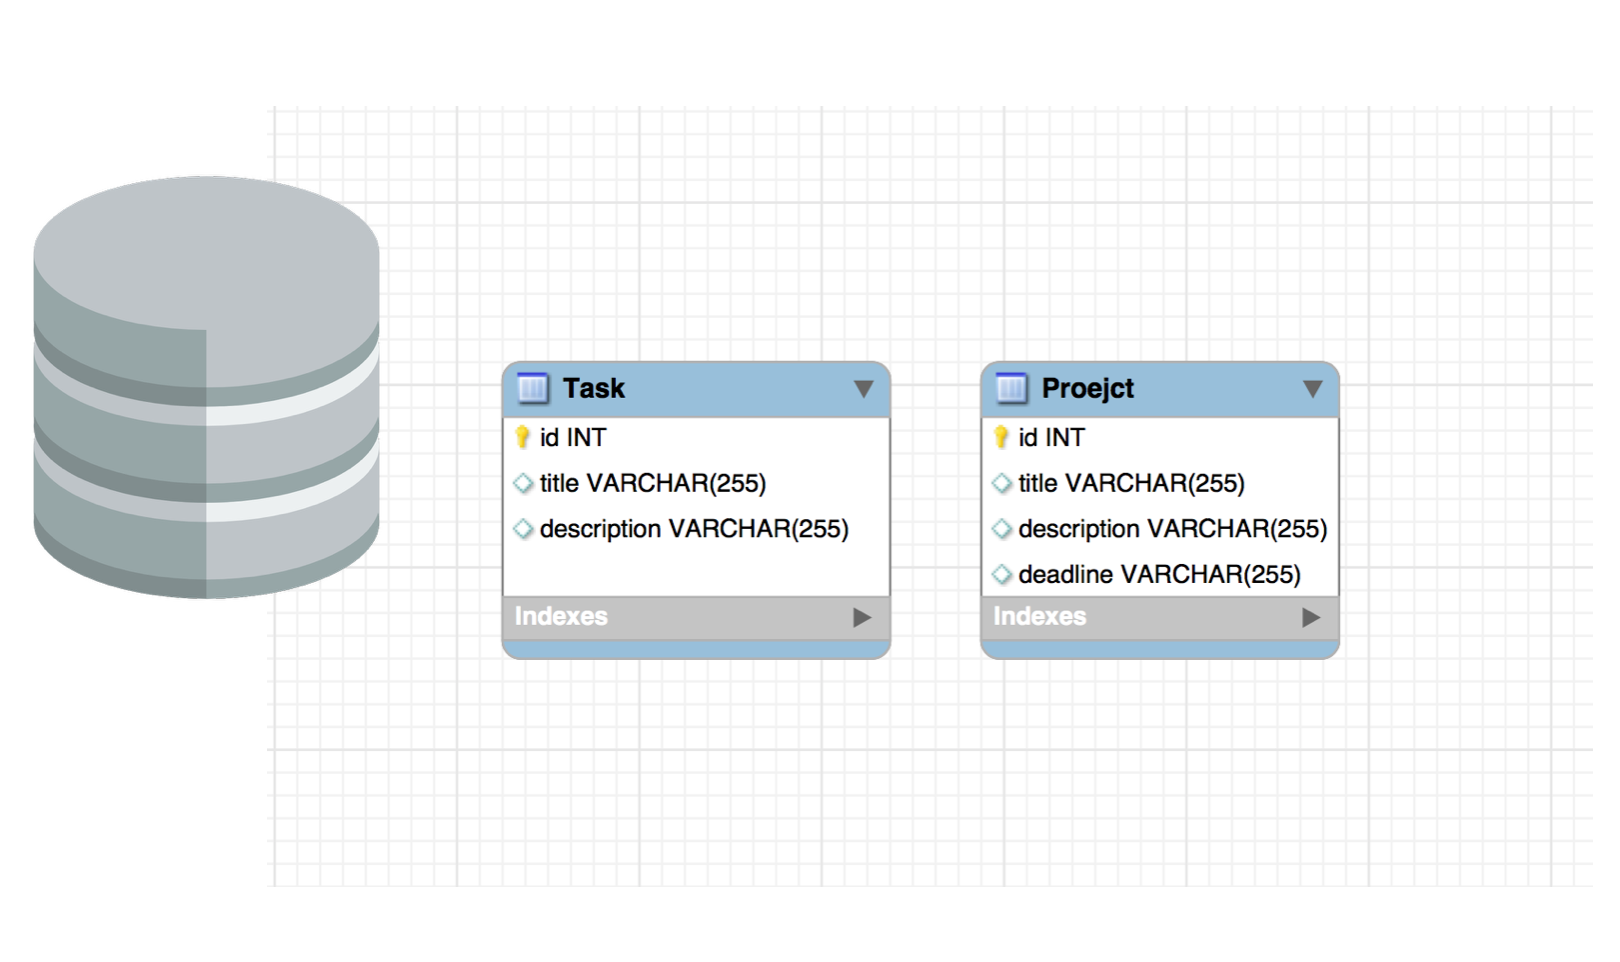 Task
id INT
title VARCHAR(255)
description VARCHAR(255)
Indexes
Proejct
id INT
title VARCHAR(255)
description VARCHAR(255)
deadline VARCHAR(255)
Indexes